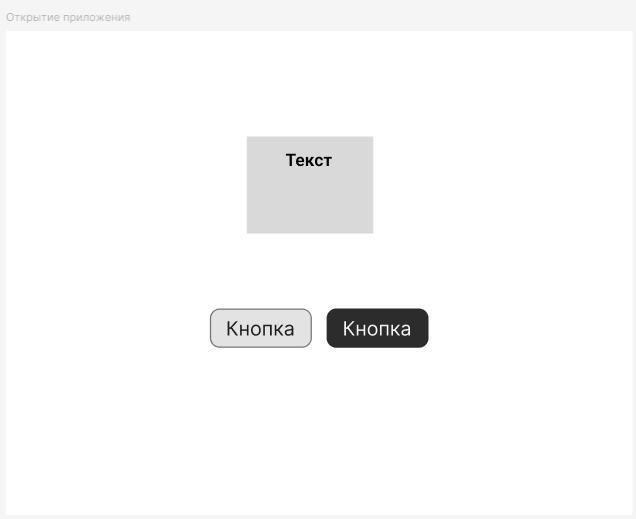 Открытие приложения
Текст
Кнопка
Кнопка